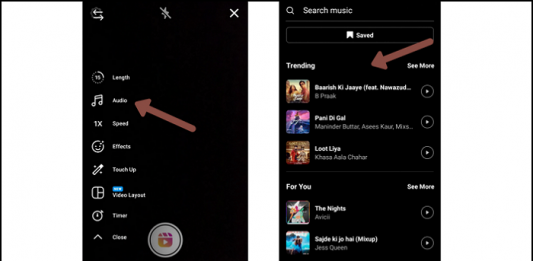 15
Length
Audio
1X
Speed
Effects
Touch Up
NEW
Video Layout
Timer
Close
Search music
Saved
Trending
See More
Baarish Ki Jaaye (feat. Nawazud...
B Praak
Pani Di Gal
Maninder Buttar, Asees Kaur, Mixs...
Loot Liya
Khasa Aala Chahar
For You
See More
The Nights
Avicii
Sajde ki jo hai (Mixup)
Jess Queen